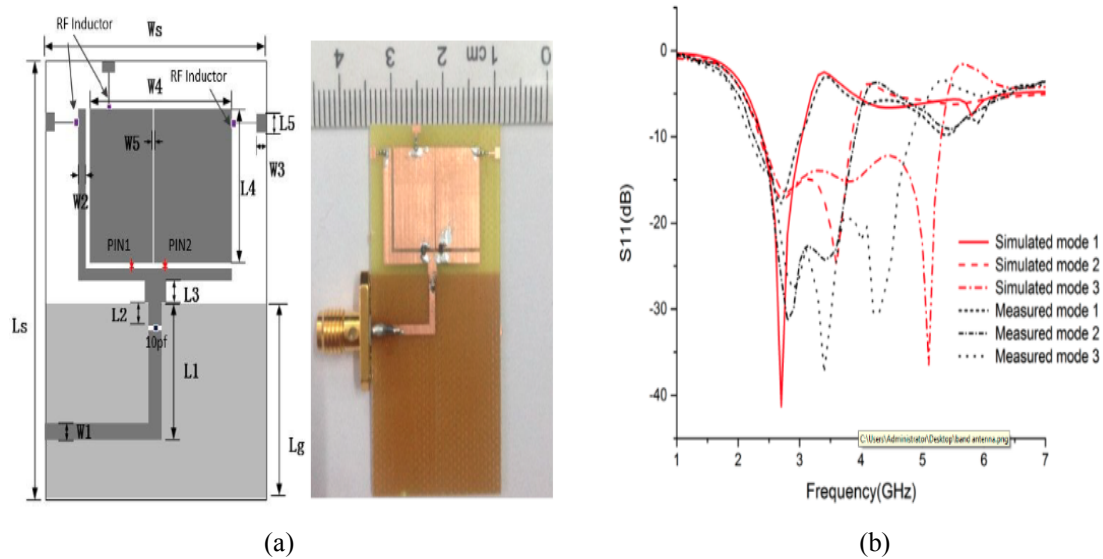 RF Inductor
Ws
W4
RF Inductor
L5
W3
W5
W2
L4
PIN1
PIN2
L3
L2
Ls
10pf
L1
W1
Lg
4
3
2
1cm
0
(a)
S11(dB)
0
-10
-20
-30
-40
Simulated mode 1
Simulated mode 2
Simulated mode 3
Measured mode 1
Measured mode 2
Measured mode 3
C:\Users\Administrator\Desktop\band antenna.png
1
2
3
4
5
6
7
Frequency(GHz)
(b)